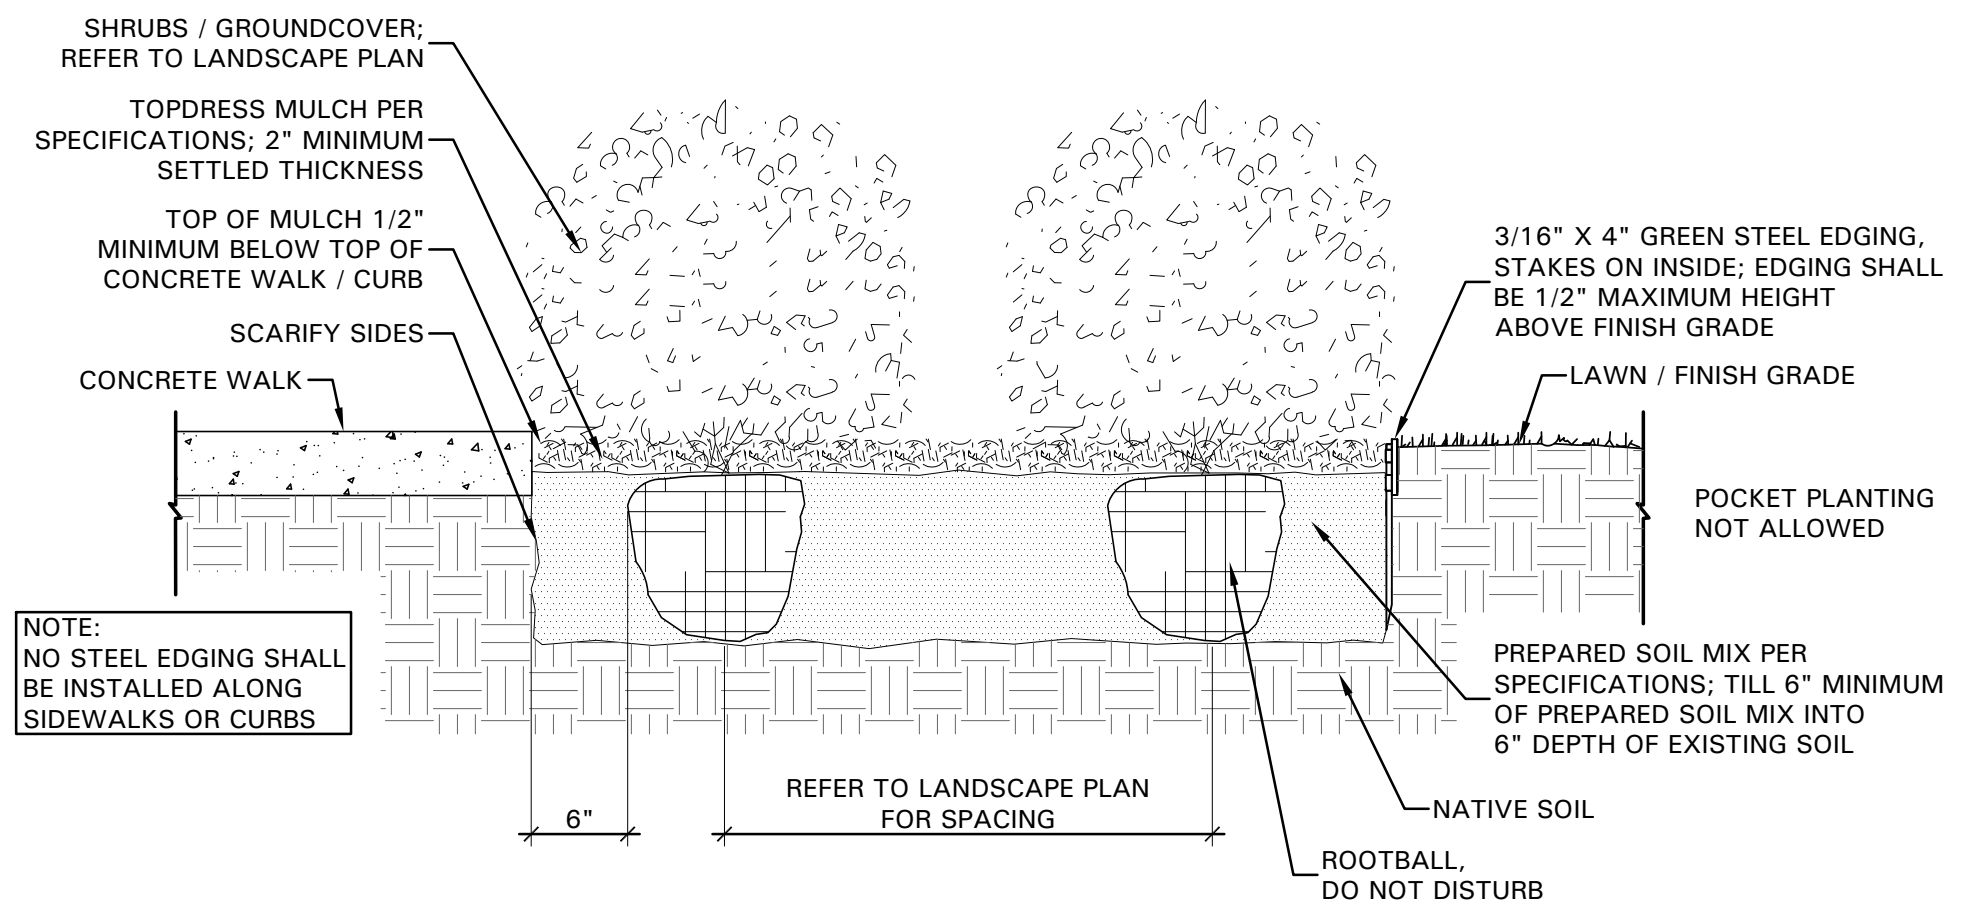 SHRUBS / GROUNDCOVER;
REFER TO LANDSCAPE PLAN
TOPDRESS MULCH PER
SPECIFICATIONS; 2" MINIMUM
SETTLED THICKNESS
TOP OF MULCH 1/2"
MINIMUM BELOW TOP OF
CONCRETE WALK / CURB
SCARIFY SIDES
CONCRETE WALK
NOTE:
NO STEEL EDGING SHALL
BE INSTALLED ALONG
SIDEWALKS OR CURBS
6"
REFER TO LANDSCAPE PLAN
FOR SPACING
3/16" X 4" GREEN STEEL EDGING,
STAKES ON INSIDE; EDGING SHALL
BE 1/2" MAXIMUM HEIGHT
ABOVE FINISH GRADE
LAWN / FINISH GRADE
POCKET PLANTING
NOT ALLOWED
PREPARED SOIL MIX PER
SPECIFICATIONS; TILL 6" MINIMUM
OF PREPARED SOIL MIX INTO
6" DEPTH OF EXISTING SOIL
NATIVE SOIL
ROOTBALL,
DO NOT DISTURB